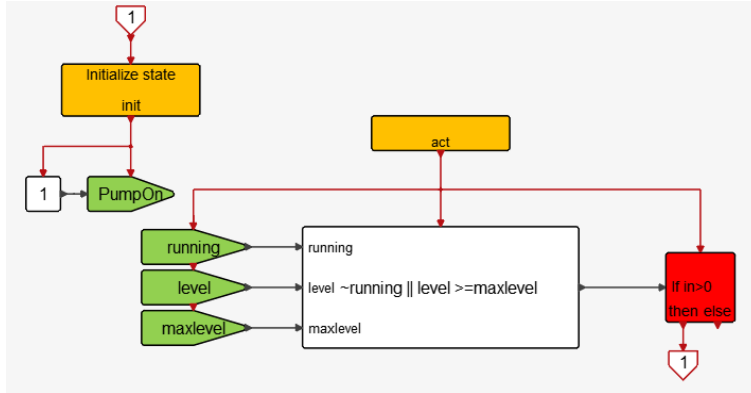 1
Initialize state
init
1
PumpOn
act
running
running
level
level ~running || level >=maxlevel
maxlevel
maxlevel
If in>0
then else
1